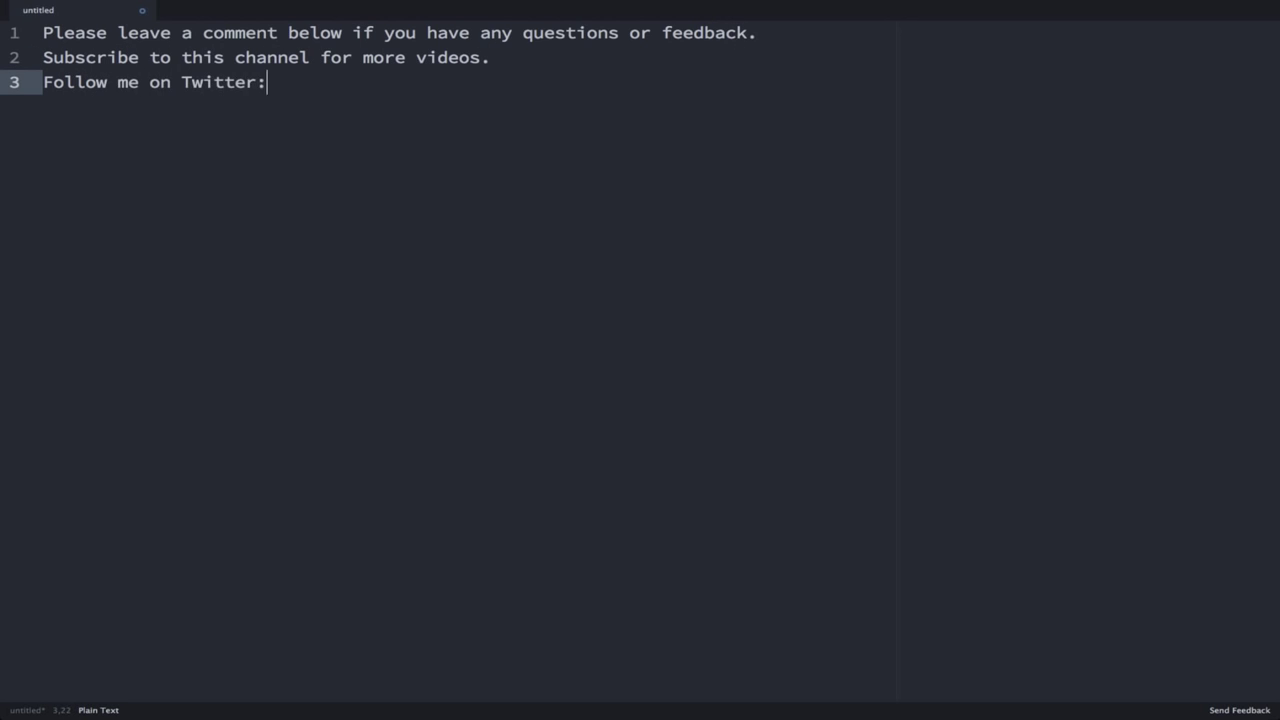 untitled
1 Please leave a comment below if you have any questions or feedback.
2 Subscribe to this channel for more videos.
3 Follow me on Twitter:
untitled* 3,22 Plain Text Send Feedback